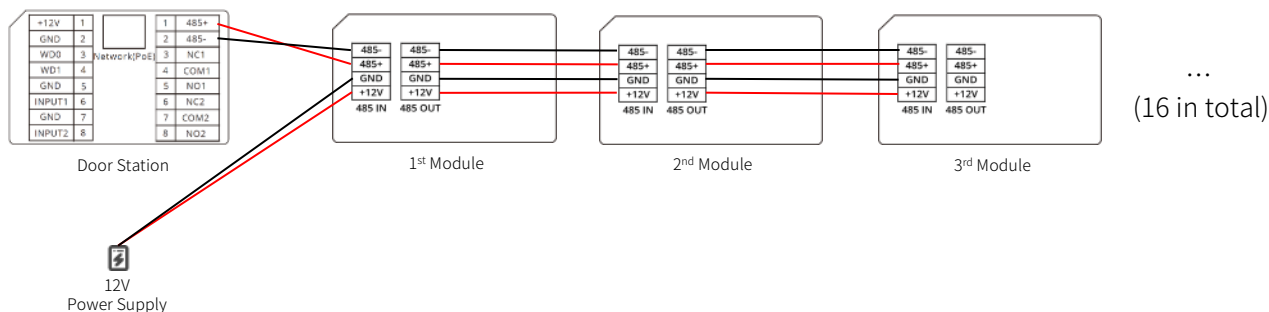 +12V 1
GND 2
WD0 3
WD1 4
GND 5
INPUT1 6
GND 7
INPUT2 8
Network(PoE)
1 485+
2 485-
3 NC1
4 COM1
5 NO1
6 NC2
7 COM2
8 NO2
Door Station
485- 485-
485+ 485+
GND GND
+12V +12V
485 IN 485 OUT
1st Module
485- 485-
485+ 485+
GND GND
+12V +12V
485 IN 485 OUT
2nd Module
485- 485-
485+ 485+
GND GND
+12V +12V
485 IN 485 OUT
3rd Module
...
(16 in total)
12V
Power Supply